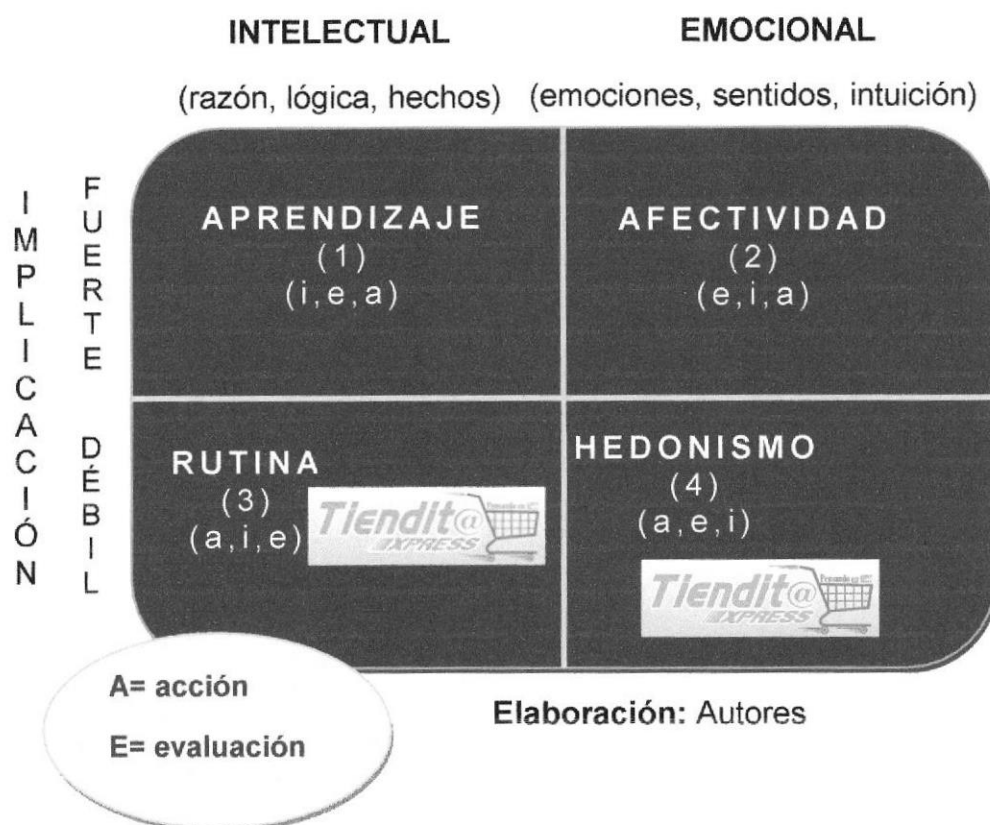 INTELECTUAL
EMOCIONAL
(razón, lógica, hechos)
(emociones, sentidos, intuición)
IMPLICACIÓN
FUERTE
DÉBIL
APRENDIZAJE
(1)
(i,e,a)
AFECTIVIDAD
(2)
(e,i,a)
RUTINA
(3)
(a,i,e)
Tiendit@
XPRESS
HEDONISMO
(4)
(a,e,i)
Tiendit@
XPRESS
A= acción
E= evaluación
Elaboración: Autores